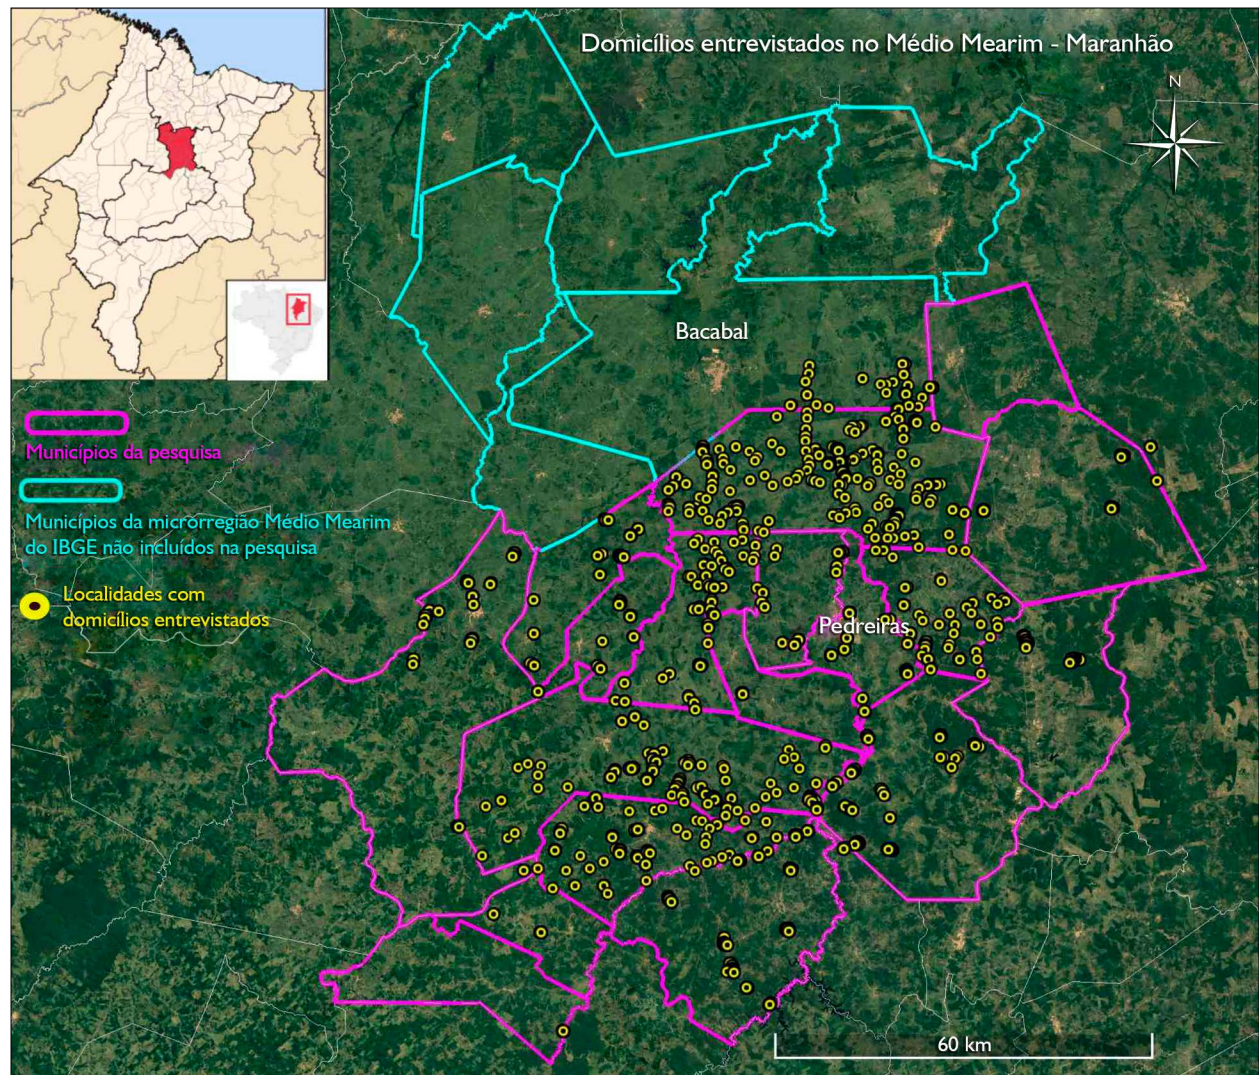 Domicílios entrevistados no Médio Mearim - Maranhão
N
Bacabal
Municípios da pesquisa
Municípios da microrregião Médio Mearim
do IBGE não incluídos na pesquisa
Localidades com
domicílios entrevistados
Pedreiras
60 km